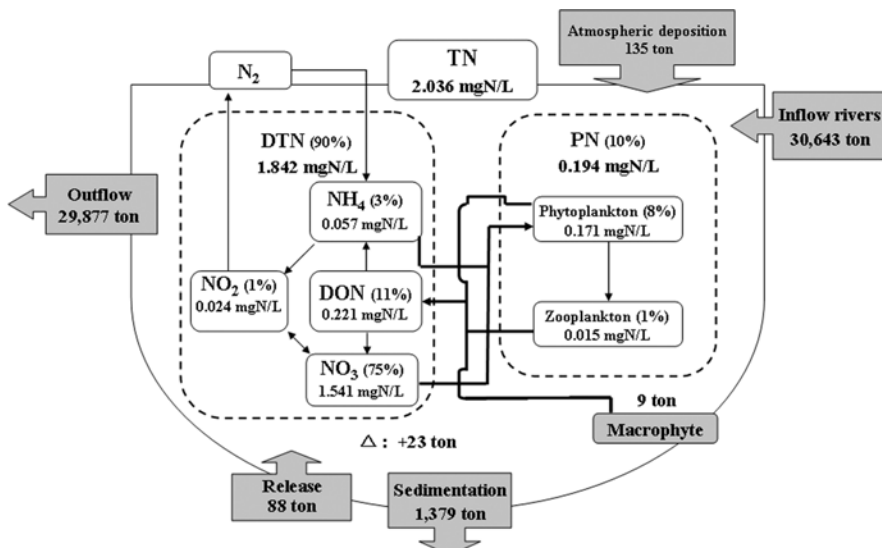 Atmospheric deposition
135 ton
TN
2.036 mgN/L
N₂
Inflow rivers
30,643 ton
DTN (90%)
1.842 mgN/L
PN (10%)
0.194 mgN/L
Outflow
29,877 ton
NH₄ (3%)
0.057 mgN/L
Phytoplankton (8%)
0.171 mgN/L
NO₂ (1%)
0.024 mgN/L
DON (11%)
0.221 mgN/L
Zooplankton (1%)
0.015 mgN/L
NO₃ (75%)
1.541 mgN/L
9 ton
Macrophyte
△ : +23 ton
Release
88 ton
Sedimentation
1,379 ton